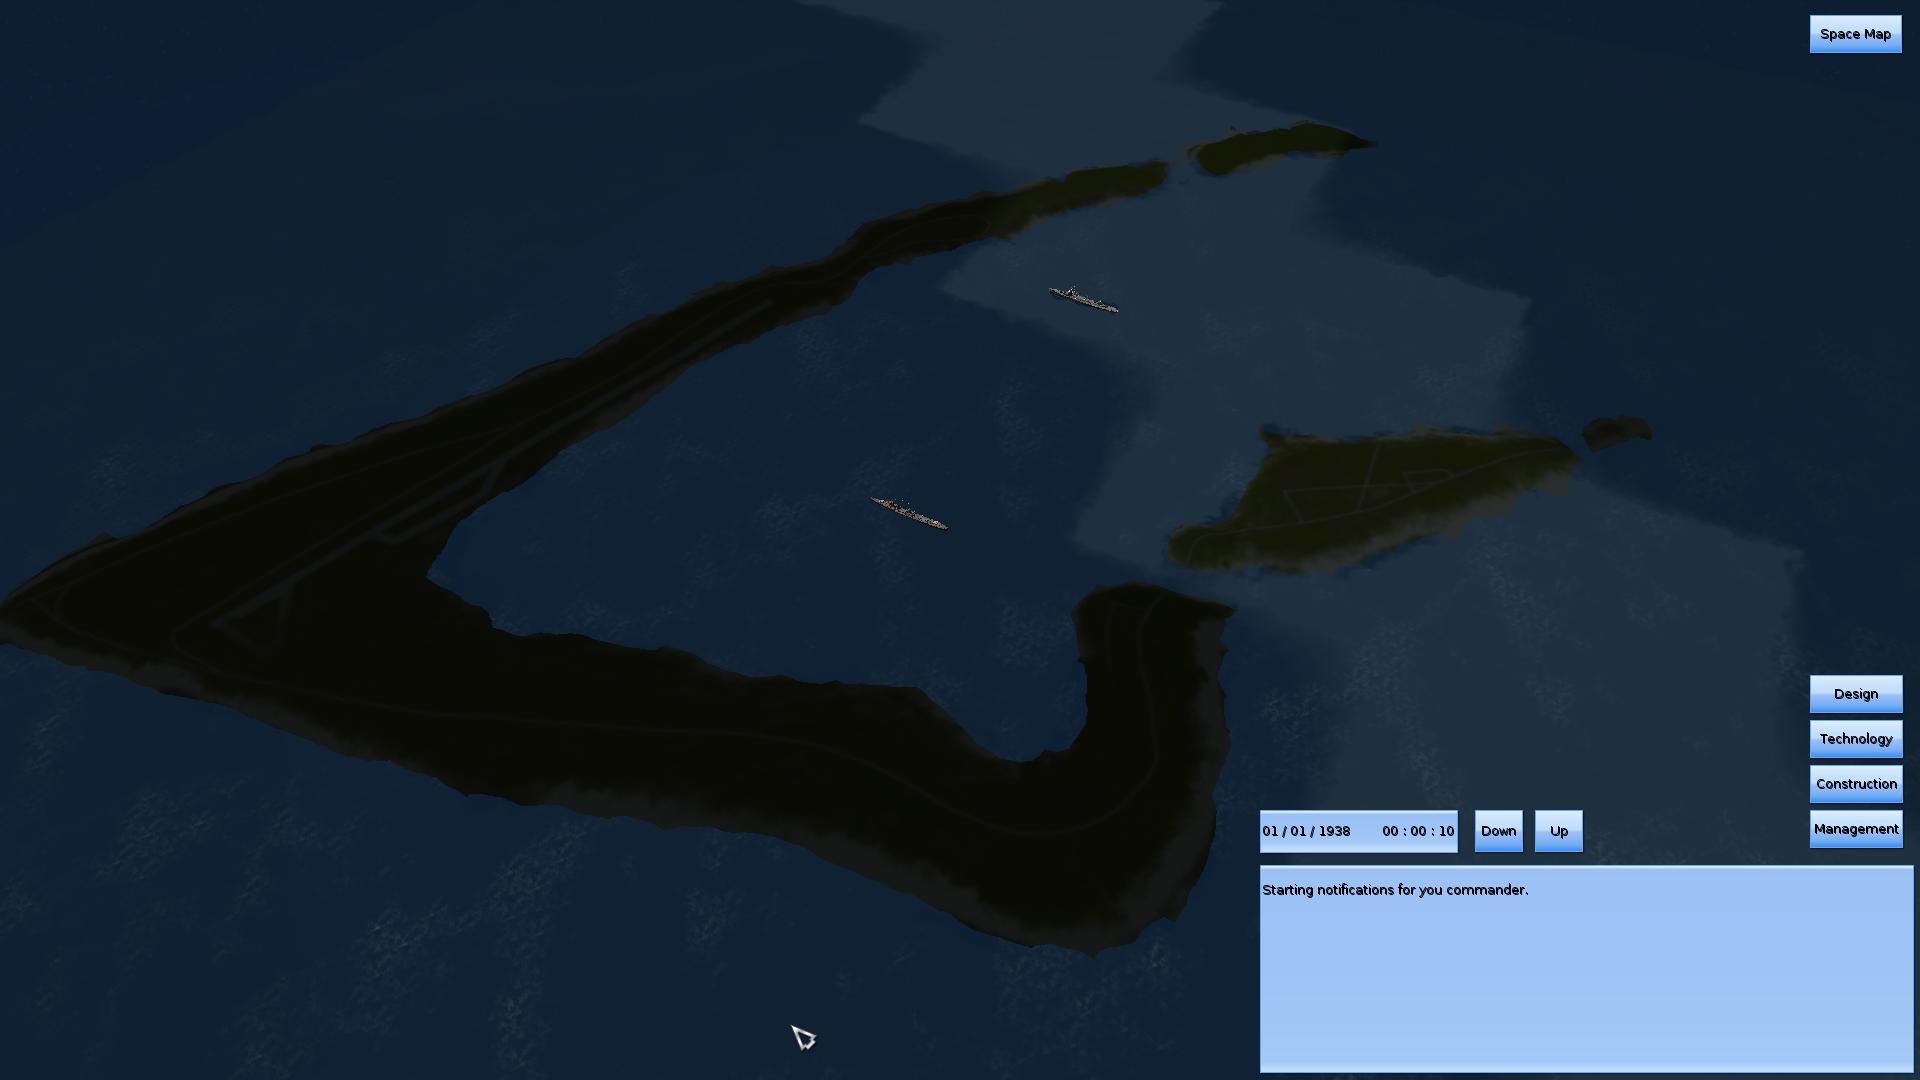 Space Map
Design
Technology
Construction
Management
01 / 01 / 1938 00 : 00 : 10
Down
Up
Starting notifications for you commander.